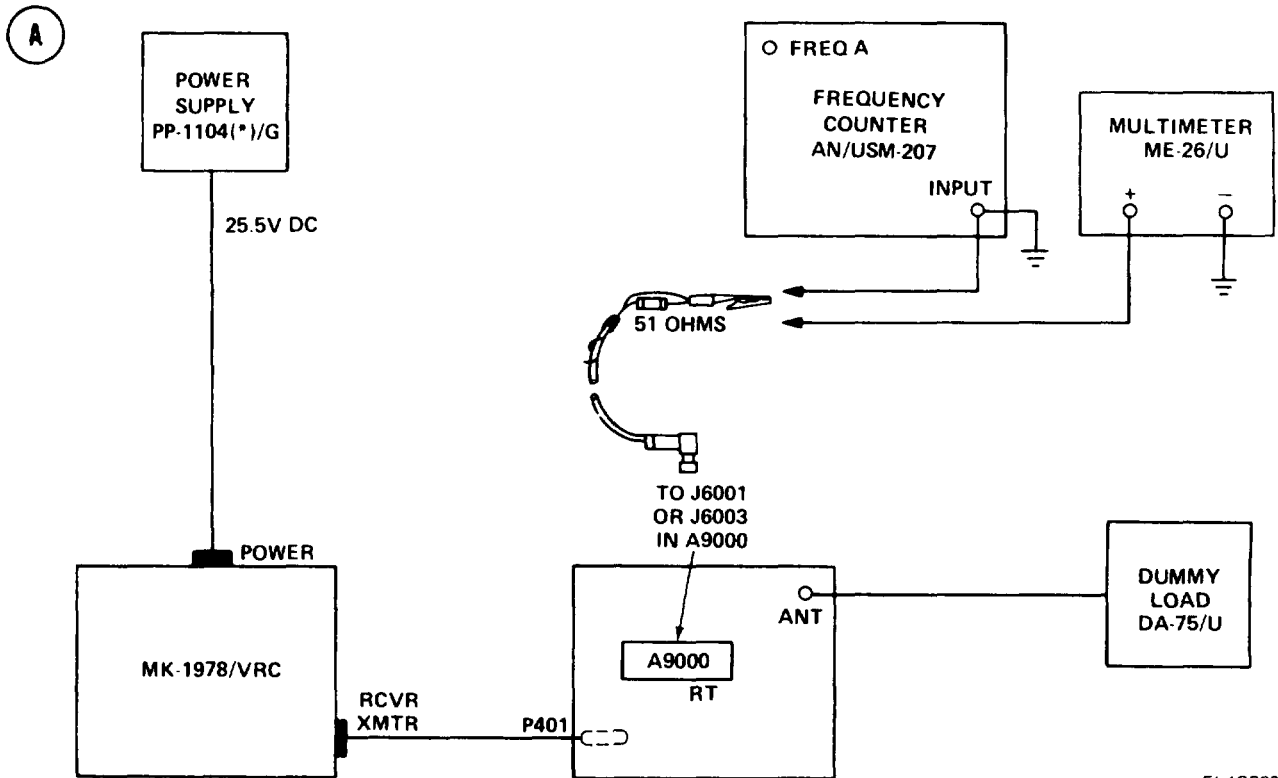 A
POWER
SUPPLY
PP-1104(*)/G
25.5V DC
FREQ A
FREQUENCY
COUNTER
AN/USM-207
INPUT
MULTIMETER
ME-26/U
+
−
51 OHMS
TO J6001
OR J6003
IN A9000
POWER
MK-1978/VRC
RCVR
XMTR
P401
A9000
RT
ANT
DUMMY
LOAD
DA-75/U